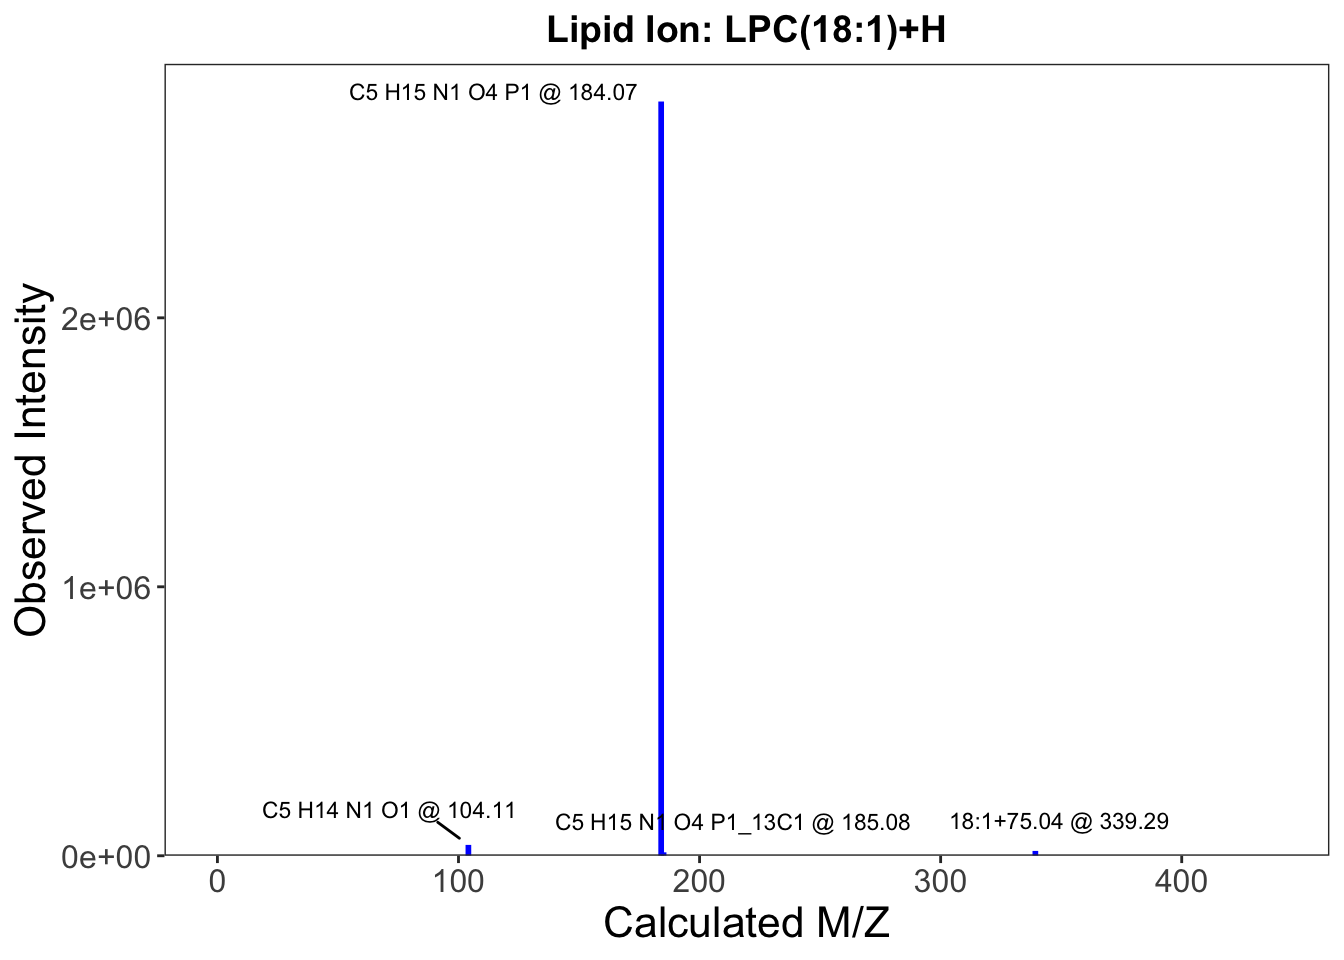 Lipid Ion: LPC(18:1)+H
C5 H15 N1 O4 P1 @ 184.07
Observed Intensity
2e+06
1e+06
0e+00
C5 H14 N1 O1 @ 104.11
C5 H15 N1 O4 P1_13C1 @ 185.08
18:1+75.04 @ 339.29
0 100 200 300 400
Calculated M/Z